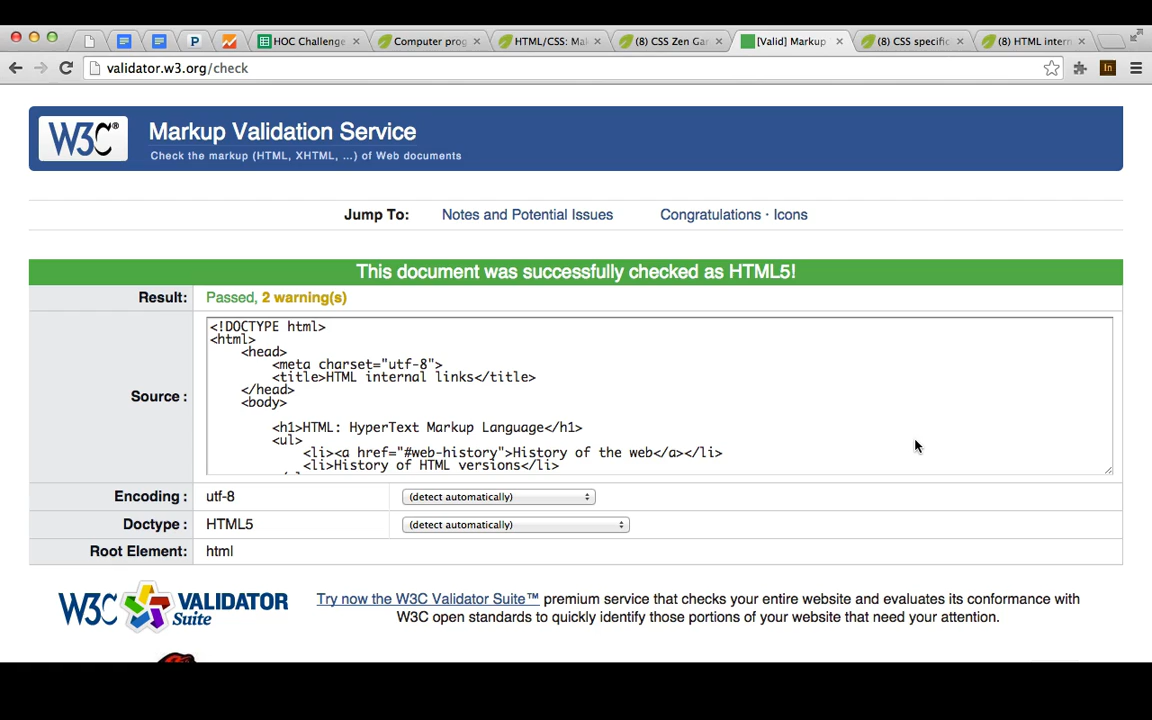 HOC Challenge
Computer prog
HTML/CSS: Mal
(8) CSS Zen Gar
[Valid] Markup
(8) CSS specific
(8) HTML intern
validator.w3.org/check
W3C® Markup Validation Service
Check the markup (HTML, XHTML, …) of Web documents
Jump To: Notes and Potential Issues Congratulations · Icons
This document was successfully checked as HTML5!
Result: Passed, 2 warning(s)
Source :
<!DOCTYPE html>
<html>
<head>
<meta charset="utf-8">
<title>HTML internal links</title>
</head>
<body>
<h1>HTML: HyperText Markup Language</h1>
<ul>
<li><a href="#web-history">History of the web</a></li>
<li>History of HTML versions</li>
Encoding : utf-8 (detect automatically)
Doctype : HTML5 (detect automatically)
Root Element: html
W3C VALIDATOR Suite
Try now the W3C Validator Suite™ premium service that checks your entire website and evaluates its conformance with
W3C open standards to quickly identify those portions of your website that need your attention.